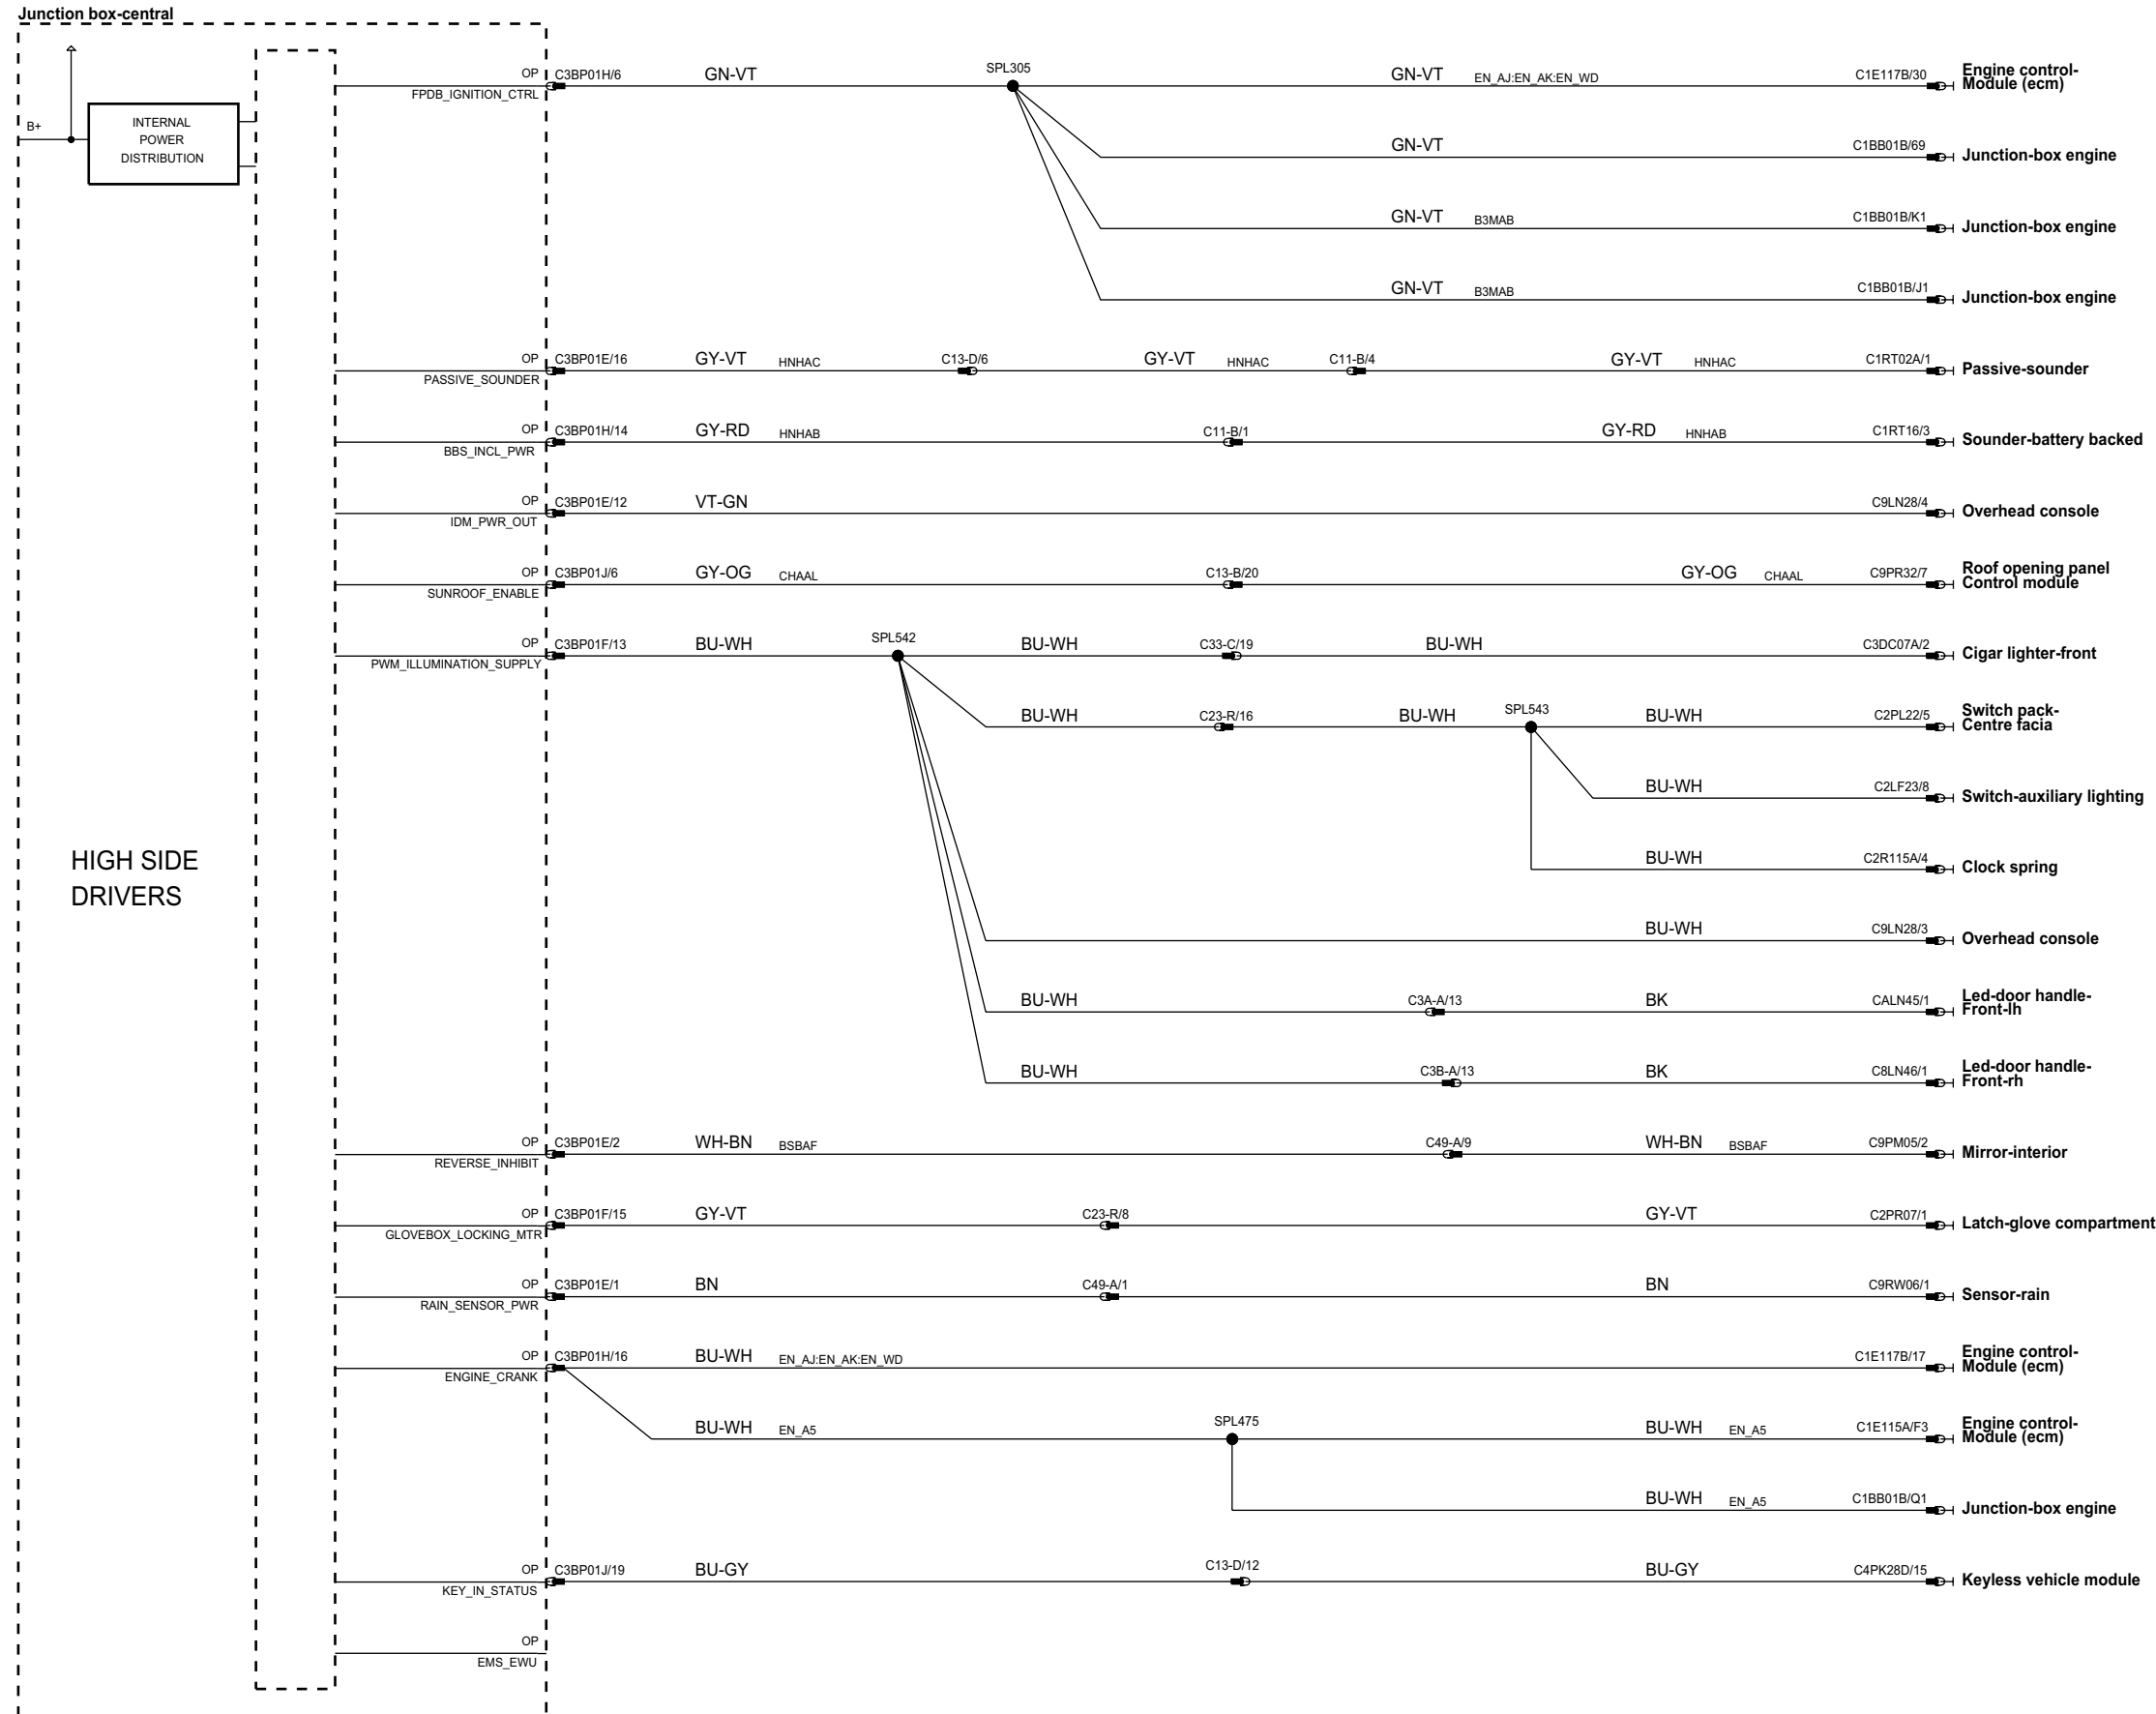 Junction box-central
B+
INTERNAL
POWER
DISTRIBUTION
HIGH SIDE
DRIVERS
OP C3BP01H/6 GN-VT SPL305 GN-VT EN_AJ:EN_AK:EN_WD C1E117B/30 Engine control-
FPDB_IGNITION_CTRL Module (ecm)
GN-VT C1BB01B/69 Junction-box engine
GN-VT B3MAB C1BB01B/K1 Junction-box engine
GN-VT B3MAB C1BB01B/J1 Junction-box engine
OP C3BP01E/16 GY-VT HNHAC C13-D/6 GY-VT HNHAC C11-B/4 GY-VT HNHAC C1RT02A/1 Passive-sounder
PASSIVE_SOUNDER
OP C3BP01H/14 GY-RD HNHAB C11-B/1 GY-RD HNHAB C1RT16/3 Sounder-battery backed
BBS_INCL_PWR
OP C3BP01E/12 VT-GN C9LN28/4 Overhead console
IDM_PWR_OUT
OP C3BP01J/6 GY-OG CHAAL C13-B/20 GY-OG CHAAL C9PR32/7 Roof opening panel
SUNROOF_ENABLE Control module
OP C3BP01F/13 BU-WH SPL542 BU-WH C33-C/19 BU-WH C3DC07A/2 Cigar lighter-front
PWM_ILLUMINATION_SUPPLY
BU-WH C23-R/16 BU-WH SPL543 BU-WH C2PL22/5 Switch pack-
Centre facia
BU-WH C2LF23/8 Switch-auxiliary lighting
BU-WH C2R115A/4 Clock spring
BU-WH C9LN28/3 Overhead console
BU-WH C3A-A/13 BK CALN45/1 Led-door handle-
Front-lh
BU-WH C3B-A/13 BK C8LN46/1 Led-door handle-
Front-rh
OP C3BP01E/2 WH-BN BSBAF C49-A/9 WH-BN BSBAF C9PM05/2 Mirror-interior
REVERSE_INHIBIT
OP C3BP01F/15 GY-VT C23-R/8 GY-VT C2PR07/1 Latch-glove compartment
GLOVEBOX_LOCKING_MTR
OP C3BP01E/1 BN C49-A/1 BN C9RW06/1 Sensor-rain
RAIN_SENSOR_PWR
OP C3BP01H/16 BU-WH EN_AJ:EN_AK:EN_WD C1E117B/17 Engine control-
ENGINE_CRANK Module (ecm)
BU-WH EN_A5 SPL475 BU-WH EN_A5 C1E115A/F3 Engine control-
Module (ecm)
BU-WH EN_A5 C1BB01B/Q1 Junction-box engine
OP C3BP01J/19 BU-GY C13-D/12 BU-GY C4PK28D/15 Keyless vehicle module
KEY_IN_STATUS
OP
EMS_EWU